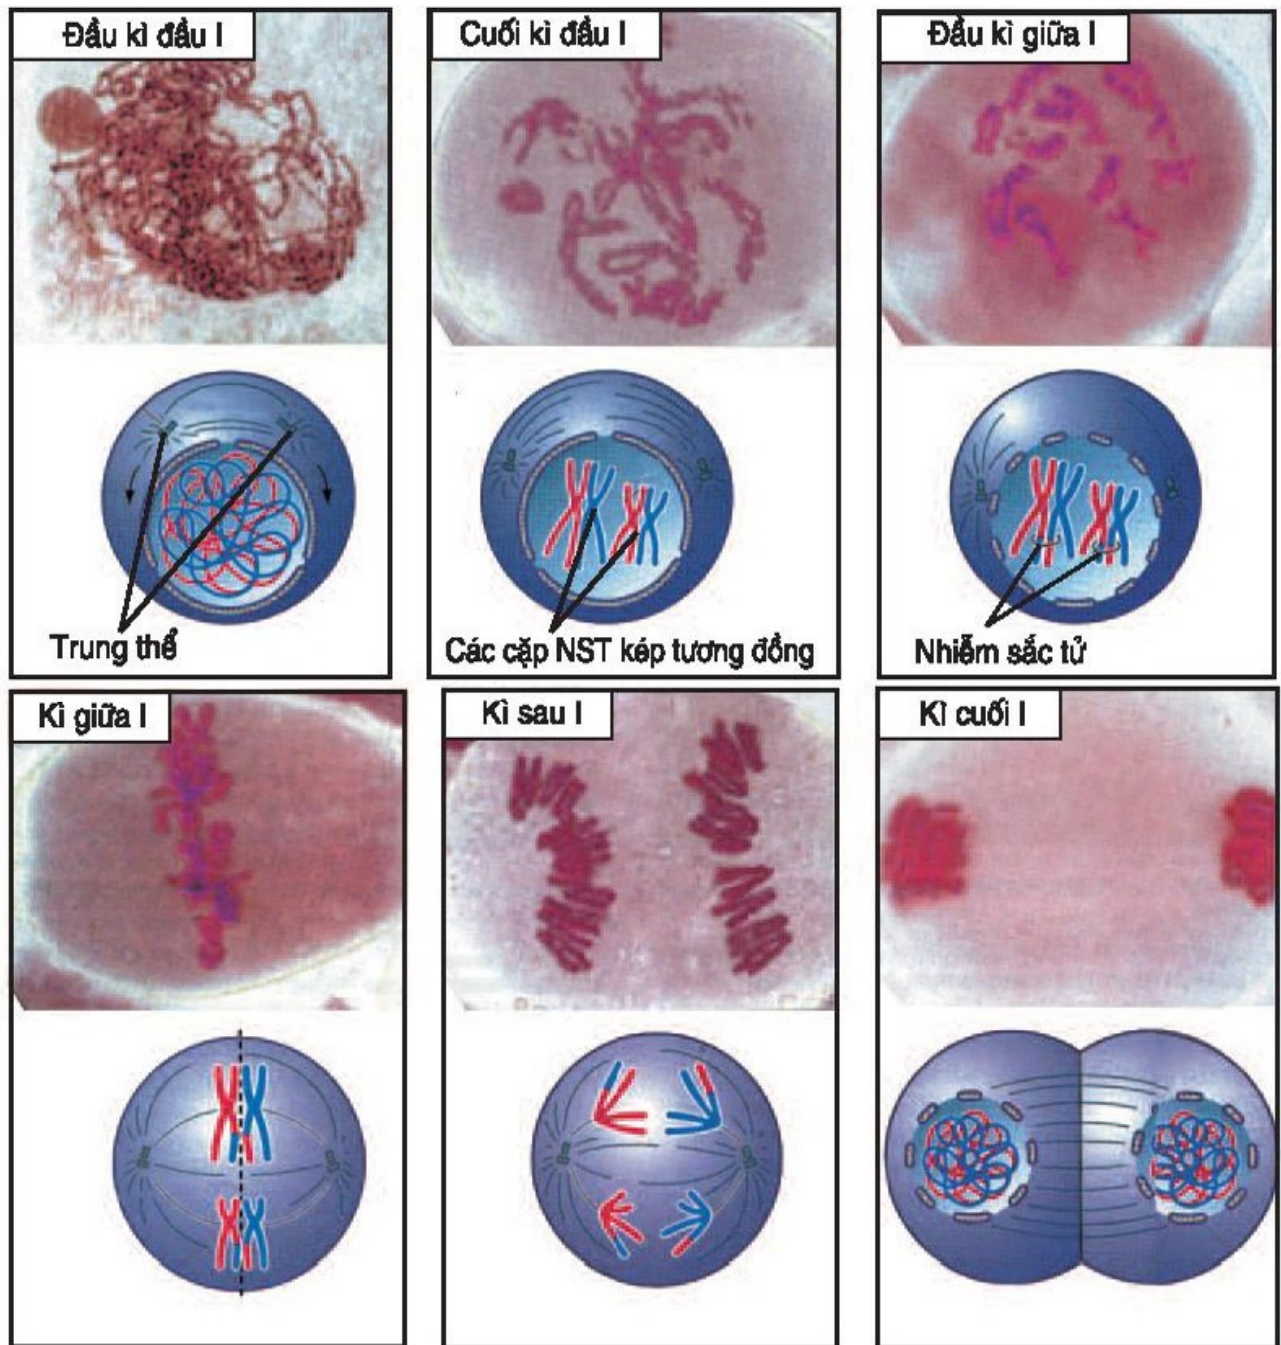 Đầu kì đầu I
Cuối kì đầu I
Đầu kì giữa I
Trung thể
Các cặp NST kép tương đồng
Nhiễm sắc tử
Kì giữa I
Kì sau I
Kì cuối I